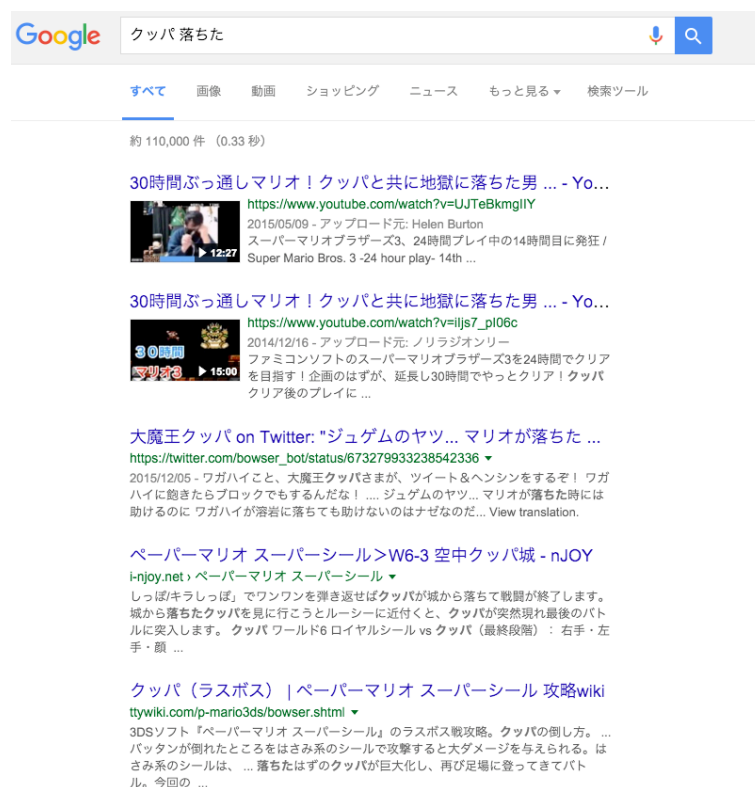 Google
クッパ 落ちた
すべて 画像 動画 ショッピング ニュース もっと見る 検索ツール
約 110,000 件 （0.33 秒）
30時間ぶっ通しマリオ！クッパと共に地獄に落ちた男 ... - Yo...
https://www.youtube.com/watch?v=UJTeBkmgIIY
12:27
2015/05/09 - アップロード元: Helen Burton
スーパーマリオブラザーズ3、24時間プレイ中の14時間目に発狂 /
Super Mario Bros. 3 -24 hour play- 14th ...
30時間ぶっ通しマリオ！クッパと共に地獄に落ちた男 ... - Yo...
https://www.youtube.com/watch?v=iljs7_pI06c
30時間
マリオ3
15:00
2014/12/16 - アップロード元: ノリラジオンリー
ファミコンソフトのスーパーマリオブラザーズ3を24時間でクリア
を目指す！企画のはずが、延長し30時間でやっとクリア！クッパ
クリア後のプレイに ...
大魔王クッパ on Twitter: "ジュゲムのヤツ... マリオが落ちた ...
https://twitter.com/bowser_bot/status/673279933238542336
2015/12/05 - ワガハイこと、大魔王クッパさまが、ツイート＆ヘンシンをするぞ！ ワガ
ハイに飽きたらブロックでもするんだな！ .... ジュゲムのヤツ... マリオが落ちた時には
助けるのに ワガハイが溶岩に落ちても助けないのはナゼなのだ... View translation.
ペーパーマリオ スーパーシール＞W6-3 空中クッパ城 - nJOY
i-njoy.net › ペーパーマリオ スーパーシール
しっぽ/キラしっぽ」でワンワンを弾き返せばクッパが城から落ちて戦闘が終了します。
城から落ちたクッパを見に行こうとルーシーに近付くと、クッパが突然現れ最後のバト
ルに突入します。 クッパ ワールド6 ロイヤルシール vs クッパ（最終段階）： 右手・左
手・顔 ...
クッパ（ラスボス） | ペーパーマリオ スーパーシール 攻略wiki
ttywiki.com/p-mario3ds/bowser.shtml
3DSソフト『ペーパーマリオ スーパーシール』のラスボス戦攻略。クッパの倒し方。 ...
バッタンが倒れたところをはさみ系のシールで攻撃すると大ダメージを与えられる。は
さみ系のシールは、 ... 落ちたはずのクッパが巨大化し、再び足場に登ってきてバト
ル。今回の ...